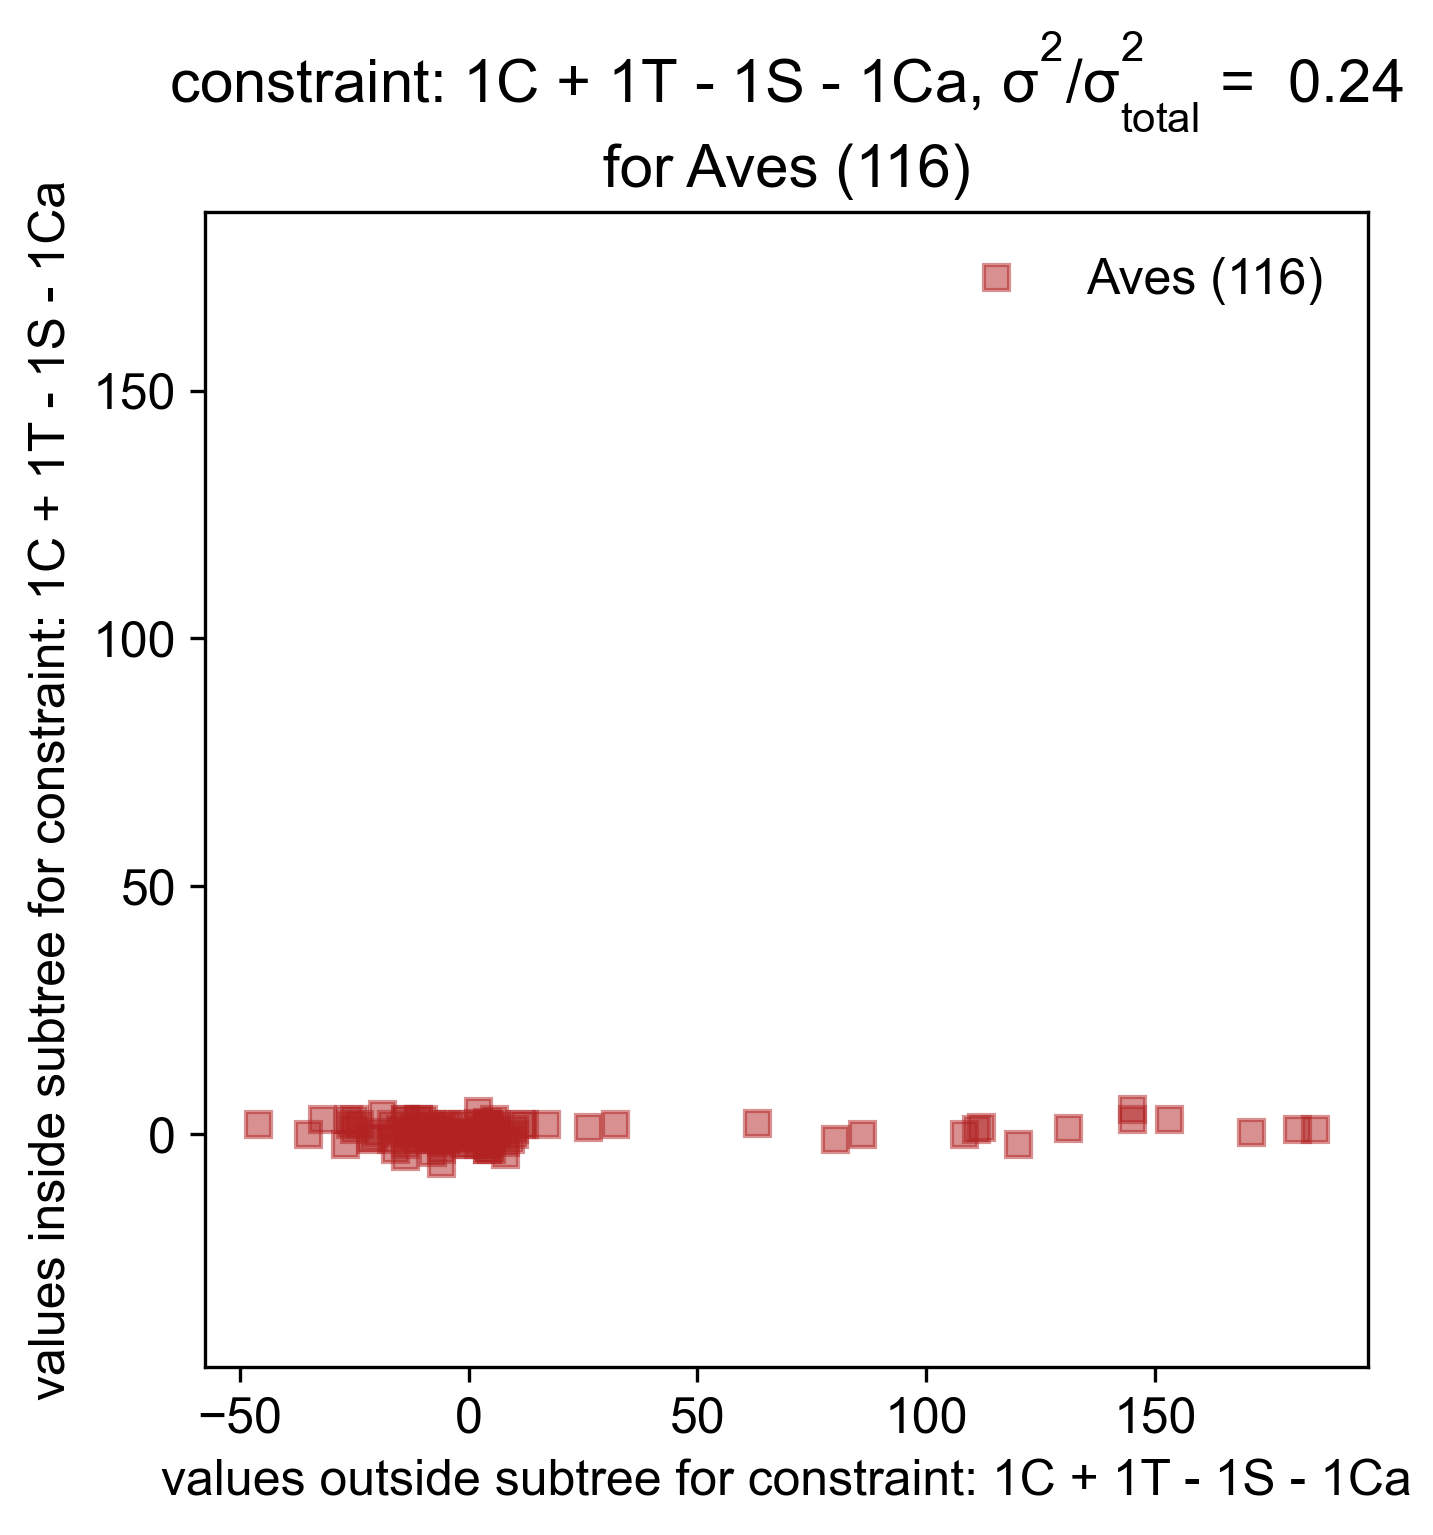 constraint: 1C + 1T - 1S - 1Ca, σ²/σ²total = 0.24
for Aves (116)
Aves (116)
values inside subtree for constraint: 1C + 1T - 1S - 1Ca
150
100
50
0
−50 0 50 100 150
values outside subtree for constraint: 1C + 1T - 1S - 1Ca